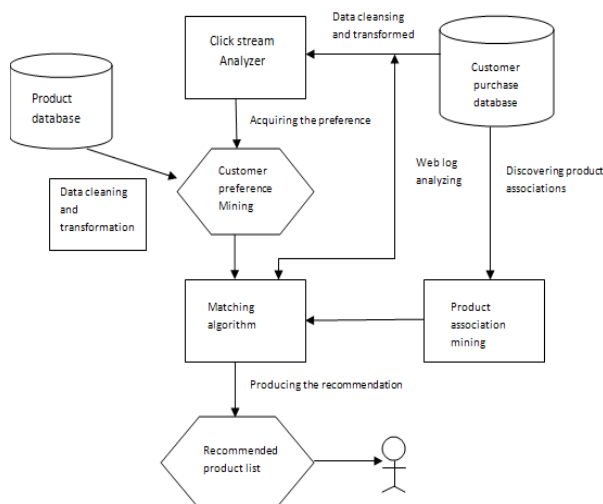 Data cleansing
and transformed
Click stream
Analyzer
Product
database
Customer
purchase
database
Acquiring the preference
Customer
preference
Mining
Web log
analyzing
Discovering product
associations
Data cleaning
and
transformation
Matching
algorithm
Product
association
mining
Producing the recommendation
Recommended
product list